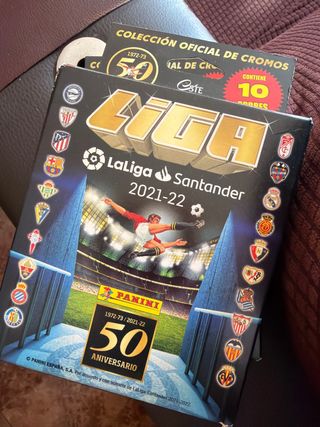 COLECCIÓN OFICIAL DE CROMOS
1972-73
50
Este
CONTIENE
10
SOBRES
LiGA
LaLiga Santander
2021-22
PANINI
1972-73 / 2021-22
50
ANIVERSARIO
© PANINI ESPAÑA, S.A.